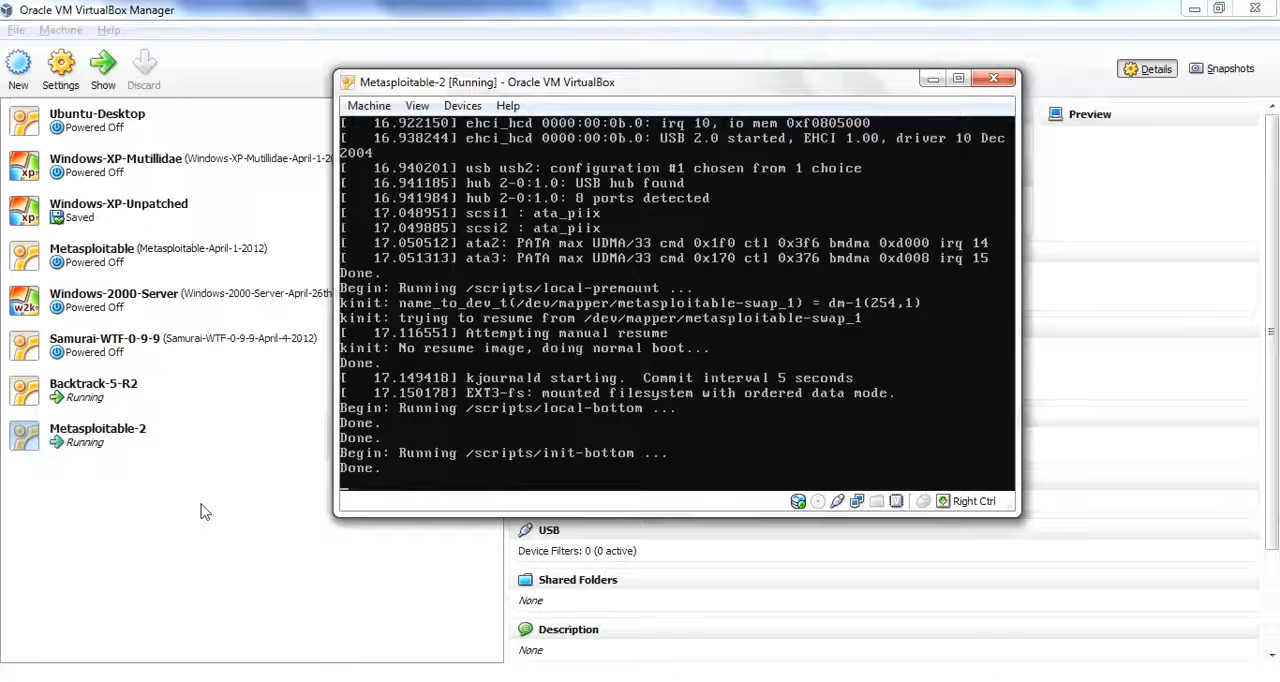 Oracle VM VirtualBox Manager
File Machine Help
New Settings Show Discard
Details Snapshots
Ubuntu-Desktop
Powered Off
Windows-XP-Mutillidae (Windows-XP-Mutillidae-April-1-20
Powered Off
Windows-XP-Unpatched
Saved
Metasploitable (Metasploitable-April-1-2012)
Powered Off
Windows-2000-Server (Windows-2000-Server-April-26th
Powered Off
Samurai-WTF-0-9-9 (Samurai-WTF-0-9-9-April-4-2012)
Powered Off
Backtrack-5-R2
Running
Metasploitable-2
Running
Metasploitable-2 [Running] - Oracle VM VirtualBox
Machine View Devices Help
[ 16.922150] ehci_hcd 0000:00:0b.0: irq 10, io mem 0xf0805000
[ 16.938244] ehci_hcd 0000:00:0b.0: USB 2.0 started, EHCI 1.00, driver 10 Dec
2004
[ 16.940201] usb usb2: configuration #1 chosen from 1 choice
[ 16.941185] hub 2-0:1.0: USB hub found
[ 16.941984] hub 2-0:1.0: 8 ports detected
[ 17.048951] scsi1 : ata_piix
[ 17.049885] scsi2 : ata_piix
[ 17.050512] ata2: PATA max UDMA/33 cmd 0x1f0 ctl 0x3f6 bmdma 0xd000 irq 14
[ 17.051313] ata3: PATA max UDMA/33 cmd 0x170 ctl 0x376 bmdma 0xd008 irq 15
Done.
Begin: Running /scripts/local-premount ...
kinit: name_to_dev_t(/dev/mapper/metasploitable-swap_1) = dm-1(254,1)
kinit: trying to resume from /dev/mapper/metasploitable-swap_1
[ 17.116551] Attempting manual resume
kinit: No resume image, doing normal boot...
Done.
[ 17.149418] kjournald starting. Commit interval 5 seconds
[ 17.150178] EXT3-fs: mounted filesystem with ordered data mode.
Begin: Running /scripts/local-bottom ...
Done.
Done.
Begin: Running /scripts/init-bottom ...
Done.
Right Ctrl
Preview
USB
Device Filters: 0 (0 active)
Shared Folders
None
Description
None